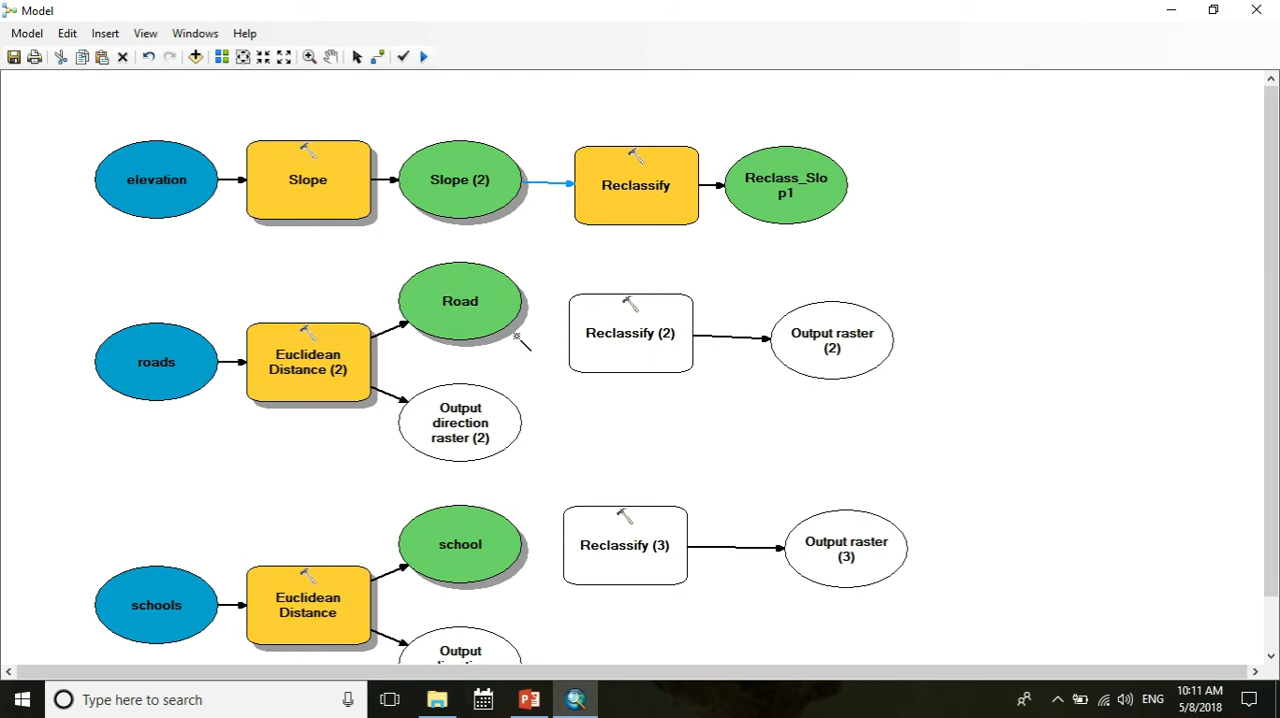 Model
Model Edit Insert View Windows Help
elevation
Slope
Slope (2)
Reclassify
Reclass_Slo
p1
roads
Euclidean
Distance (2)
Road
Output
direction
raster (2)
Reclassify (2)
Output raster
(2)
schools
Euclidean
Distance
school
Output
Reclassify (3)
Output raster
(3)
Type here to search
ENG
10:11 AM
5/8/2018